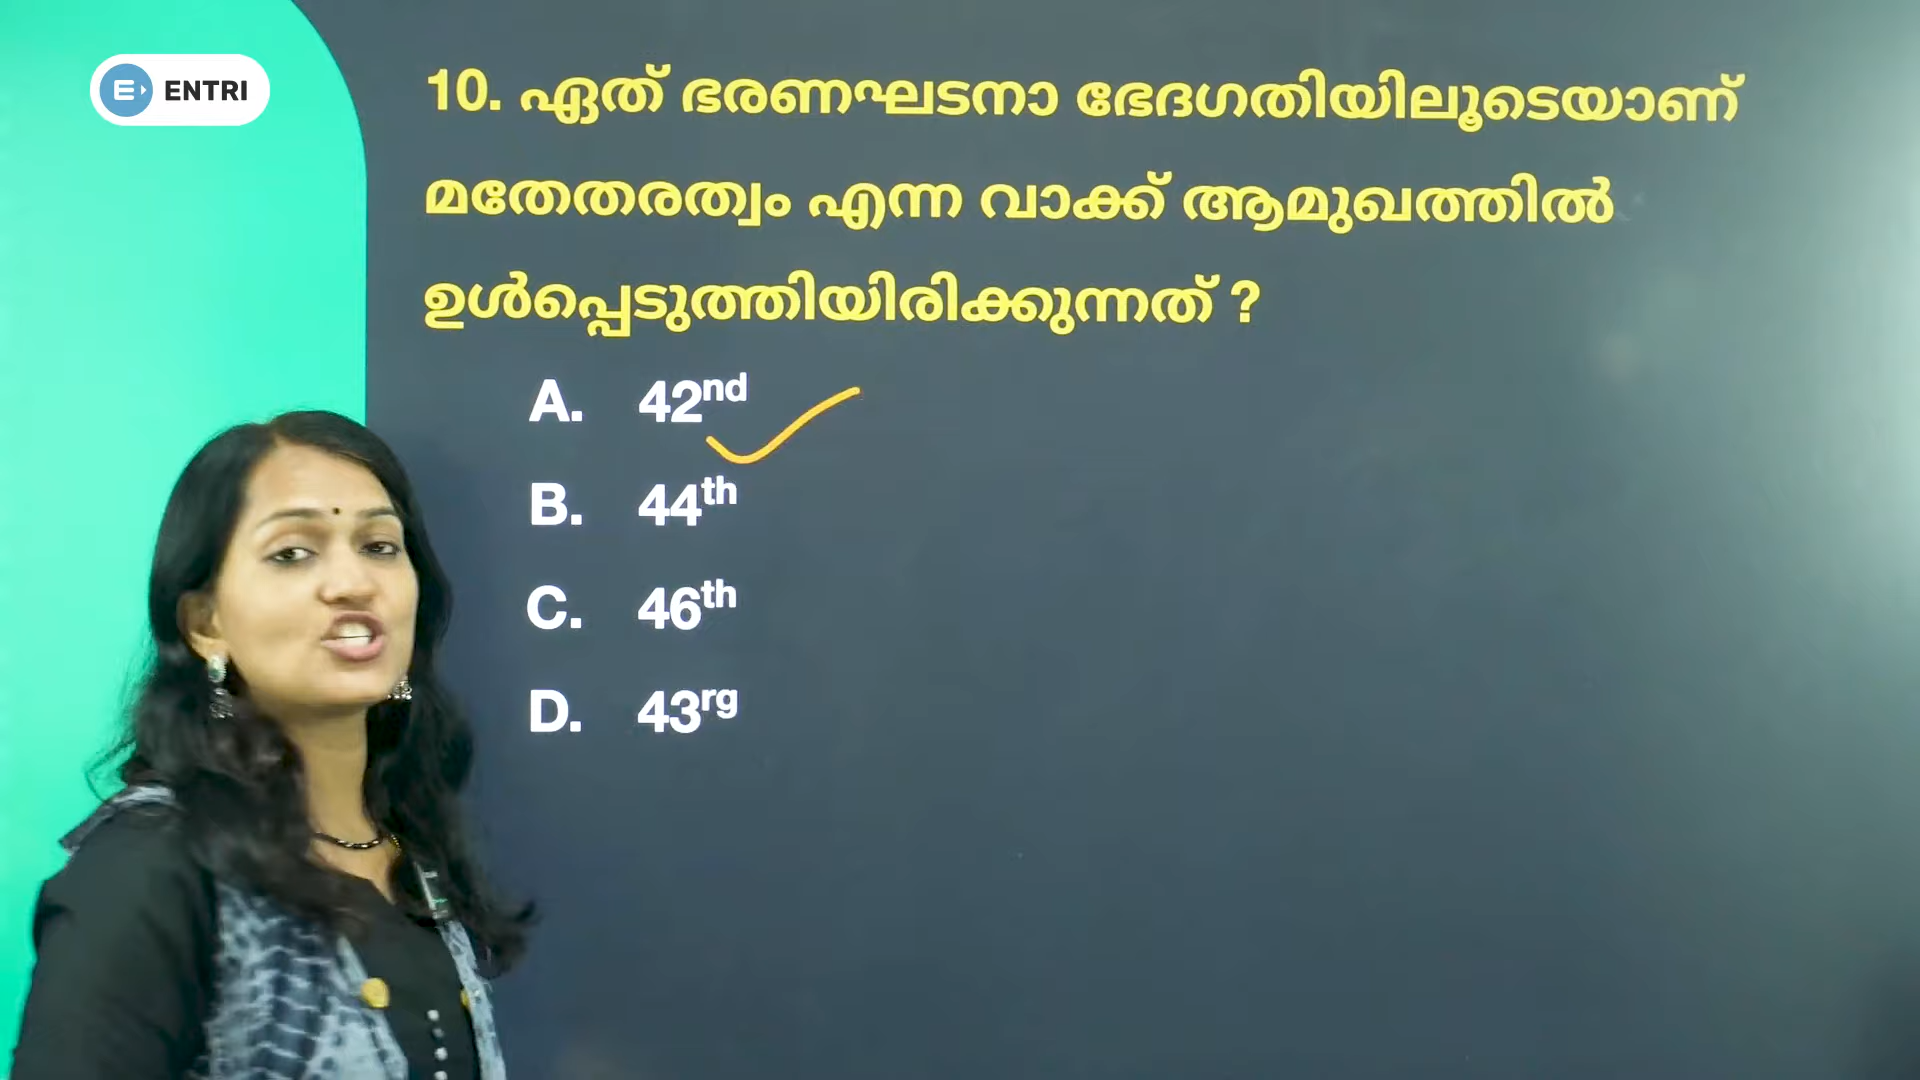 ENTRI
10. ഏത് ഭരണഘടനാ ഭേദഗതിയിലൂടെയാണ്
മതേതരത്വം എന്ന വാക്ക് ആമുഖത്തിൽ
ഉൾപ്പെടുത്തിയിരിക്കുന്നത് ?
A. 42nd
B. 44th
C. 46th
D. 43rg